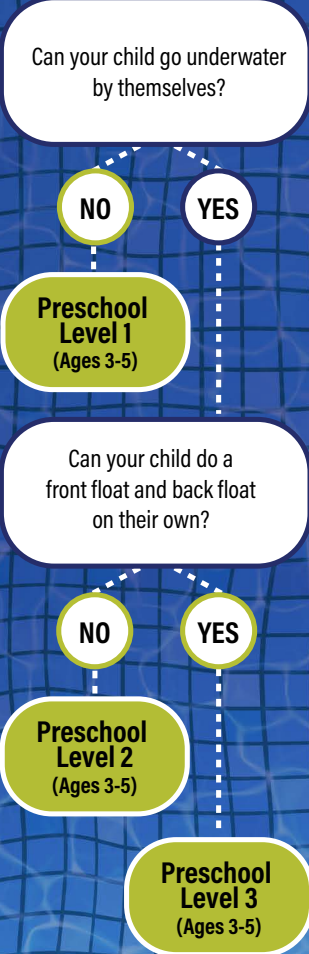 Can your child go underwater
by themselves?
NO
YES
Preschool
Level 1
(Ages 3-5)
Can your child do a
front float and back float
on their own?
NO
YES
Preschool
Level 2
(Ages 3-5)
Preschool
Level 3
(Ages 3-5)